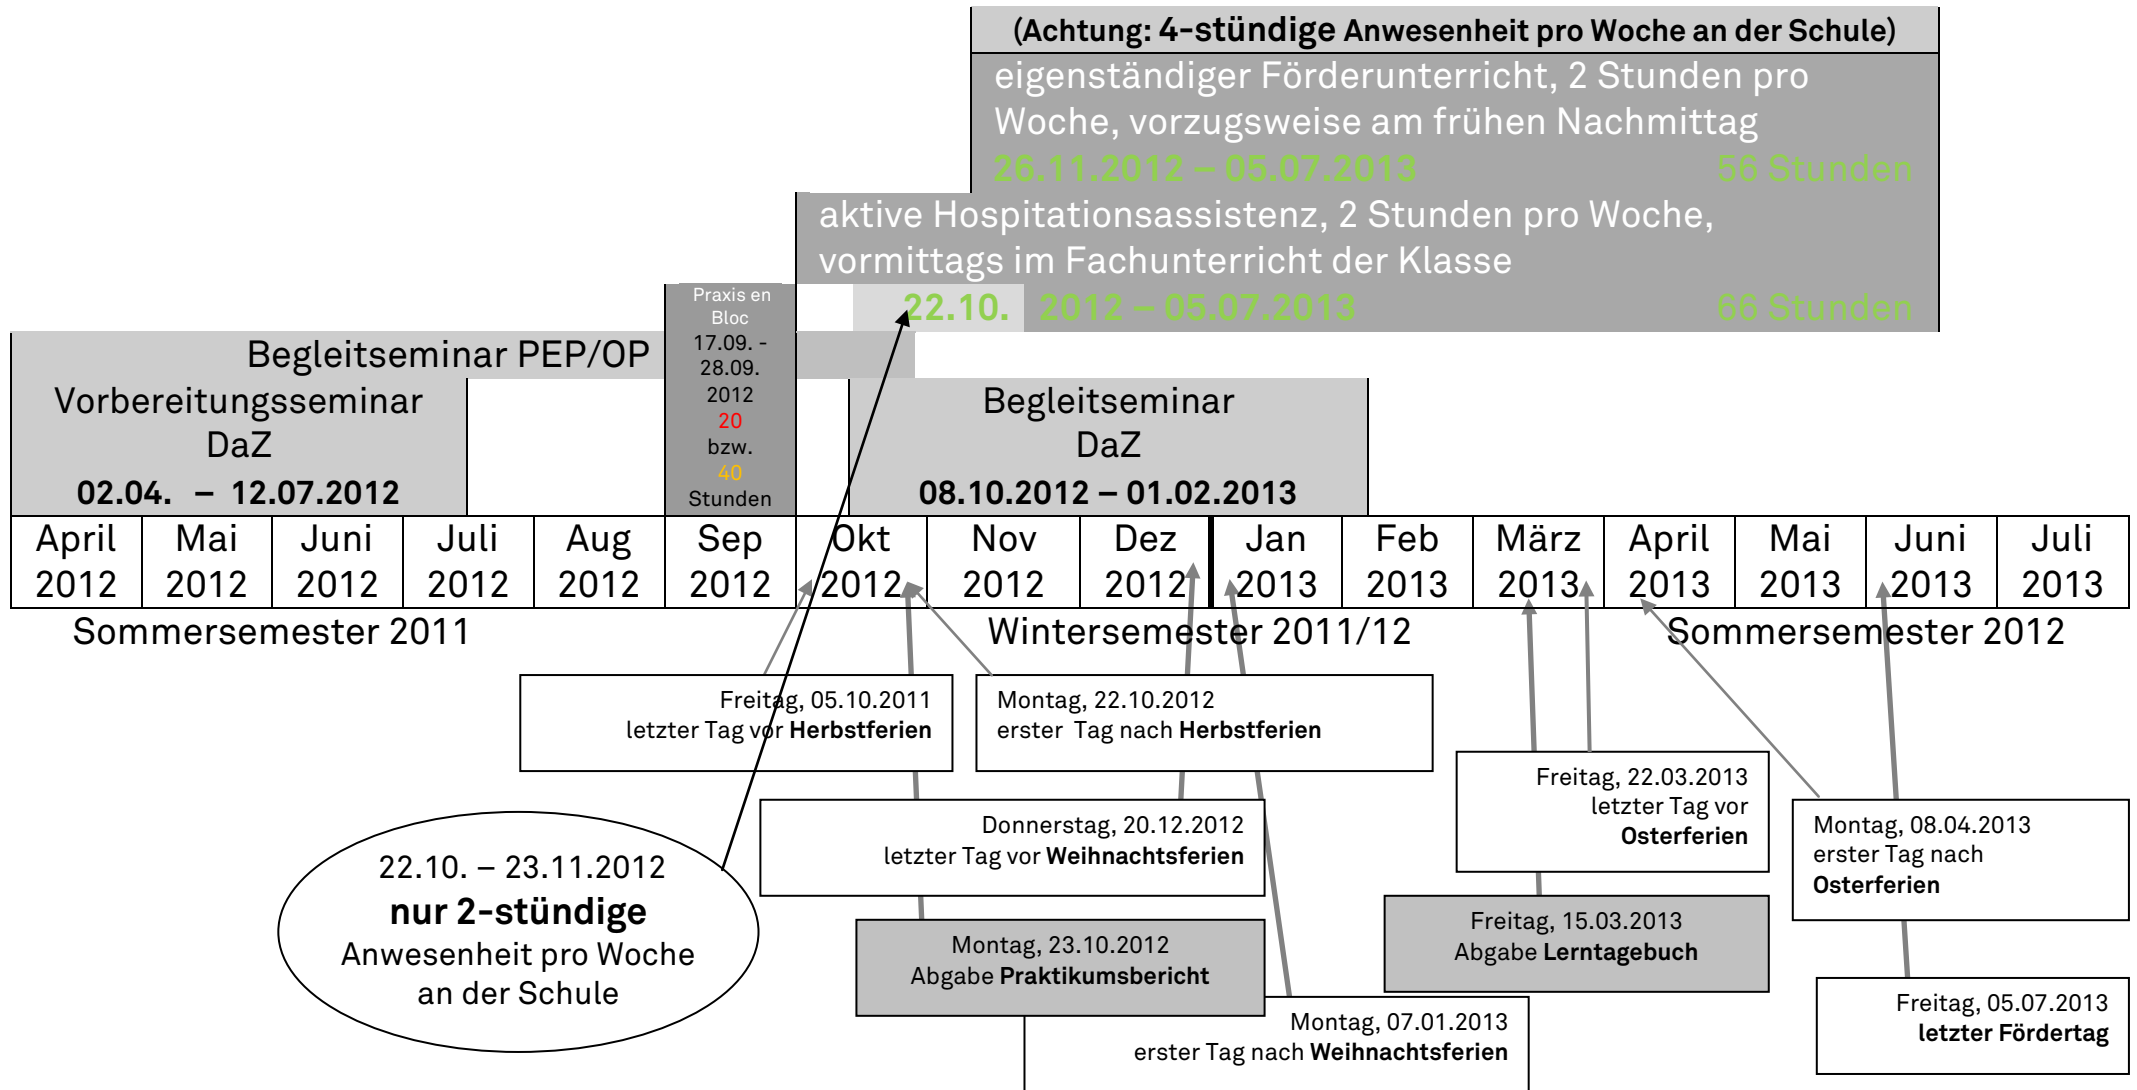 (Achtung: 4-stündige Anwesenheit pro Woche an der Schule)
eigenständiger Förderunterricht, 2 Stunden pro
Woche, vorzugsweise am frühen Nachmittag
26.11.2012 – 05.07.2013 56 Stunden
aktive Hospitationsassistenz, 2 Stunden pro Woche,
vormittags im Fachunterricht der Klasse
22.10. 2012 – 05.07.2013 66 Stunden
Praxis en
Bloc
17.09. -
28.09.
2012
20
bzw.
40
Stunden
Begleitseminar PEP/OP
Vorbereitungsseminar
DaZ
02.04. – 12.07.2012
Begleitseminar
DaZ
08.10.2012 – 01.02.2013
April Mai Juni Juli Aug Sep Okt Nov Dez Jan Feb März April Mai Juni Juli
2012 2012 2012 2012 2012 2012 2012 2012 2012 2013 2013 2013 2013 2013 2013 2013
Sommersemester 2011 Wintersemester 2011/12 Sommersemester 2012
Freitag, 05.10.2011
letzter Tag vor Herbstferien
Montag, 22.10.2012
erster Tag nach Herbstferien
Freitag, 22.03.2013
letzter Tag vor
Osterferien
Donnerstag, 20.12.2012
letzter Tag vor Weihnachtsferien
Montag, 08.04.2013
erster Tag nach
Osterferien
22.10. – 23.11.2012
nur 2-stündige
Anwesenheit pro Woche
an der Schule
Montag, 23.10.2012
Abgabe Praktikumsbericht
Freitag, 15.03.2013
Abgabe Lerntagebuch
Montag, 07.01.2013
erster Tag nach Weihnachtsferien
Freitag, 05.07.2013
letzter Fördertag